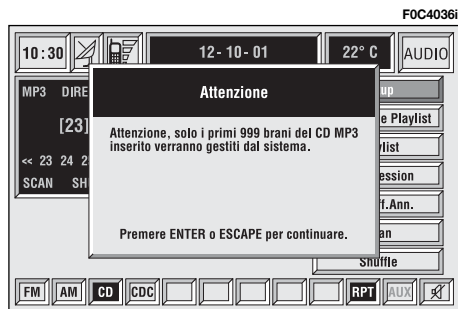 F0C4036i
10:30 12-10-01 22° C AUDIO
MP3 DIRE
[23]
<< 23 24 2
SCAN SH
Attenzione
Attenzione, solo i primi 999 brani del CD MP3
inserito verranno gestiti dal sistema.
Premere ENTER o ESCAPE per continuare.
up
e Playlist
ylist
ession
ff.Ann.
an
Shuffle
FM AM CD CDC RPT AUX